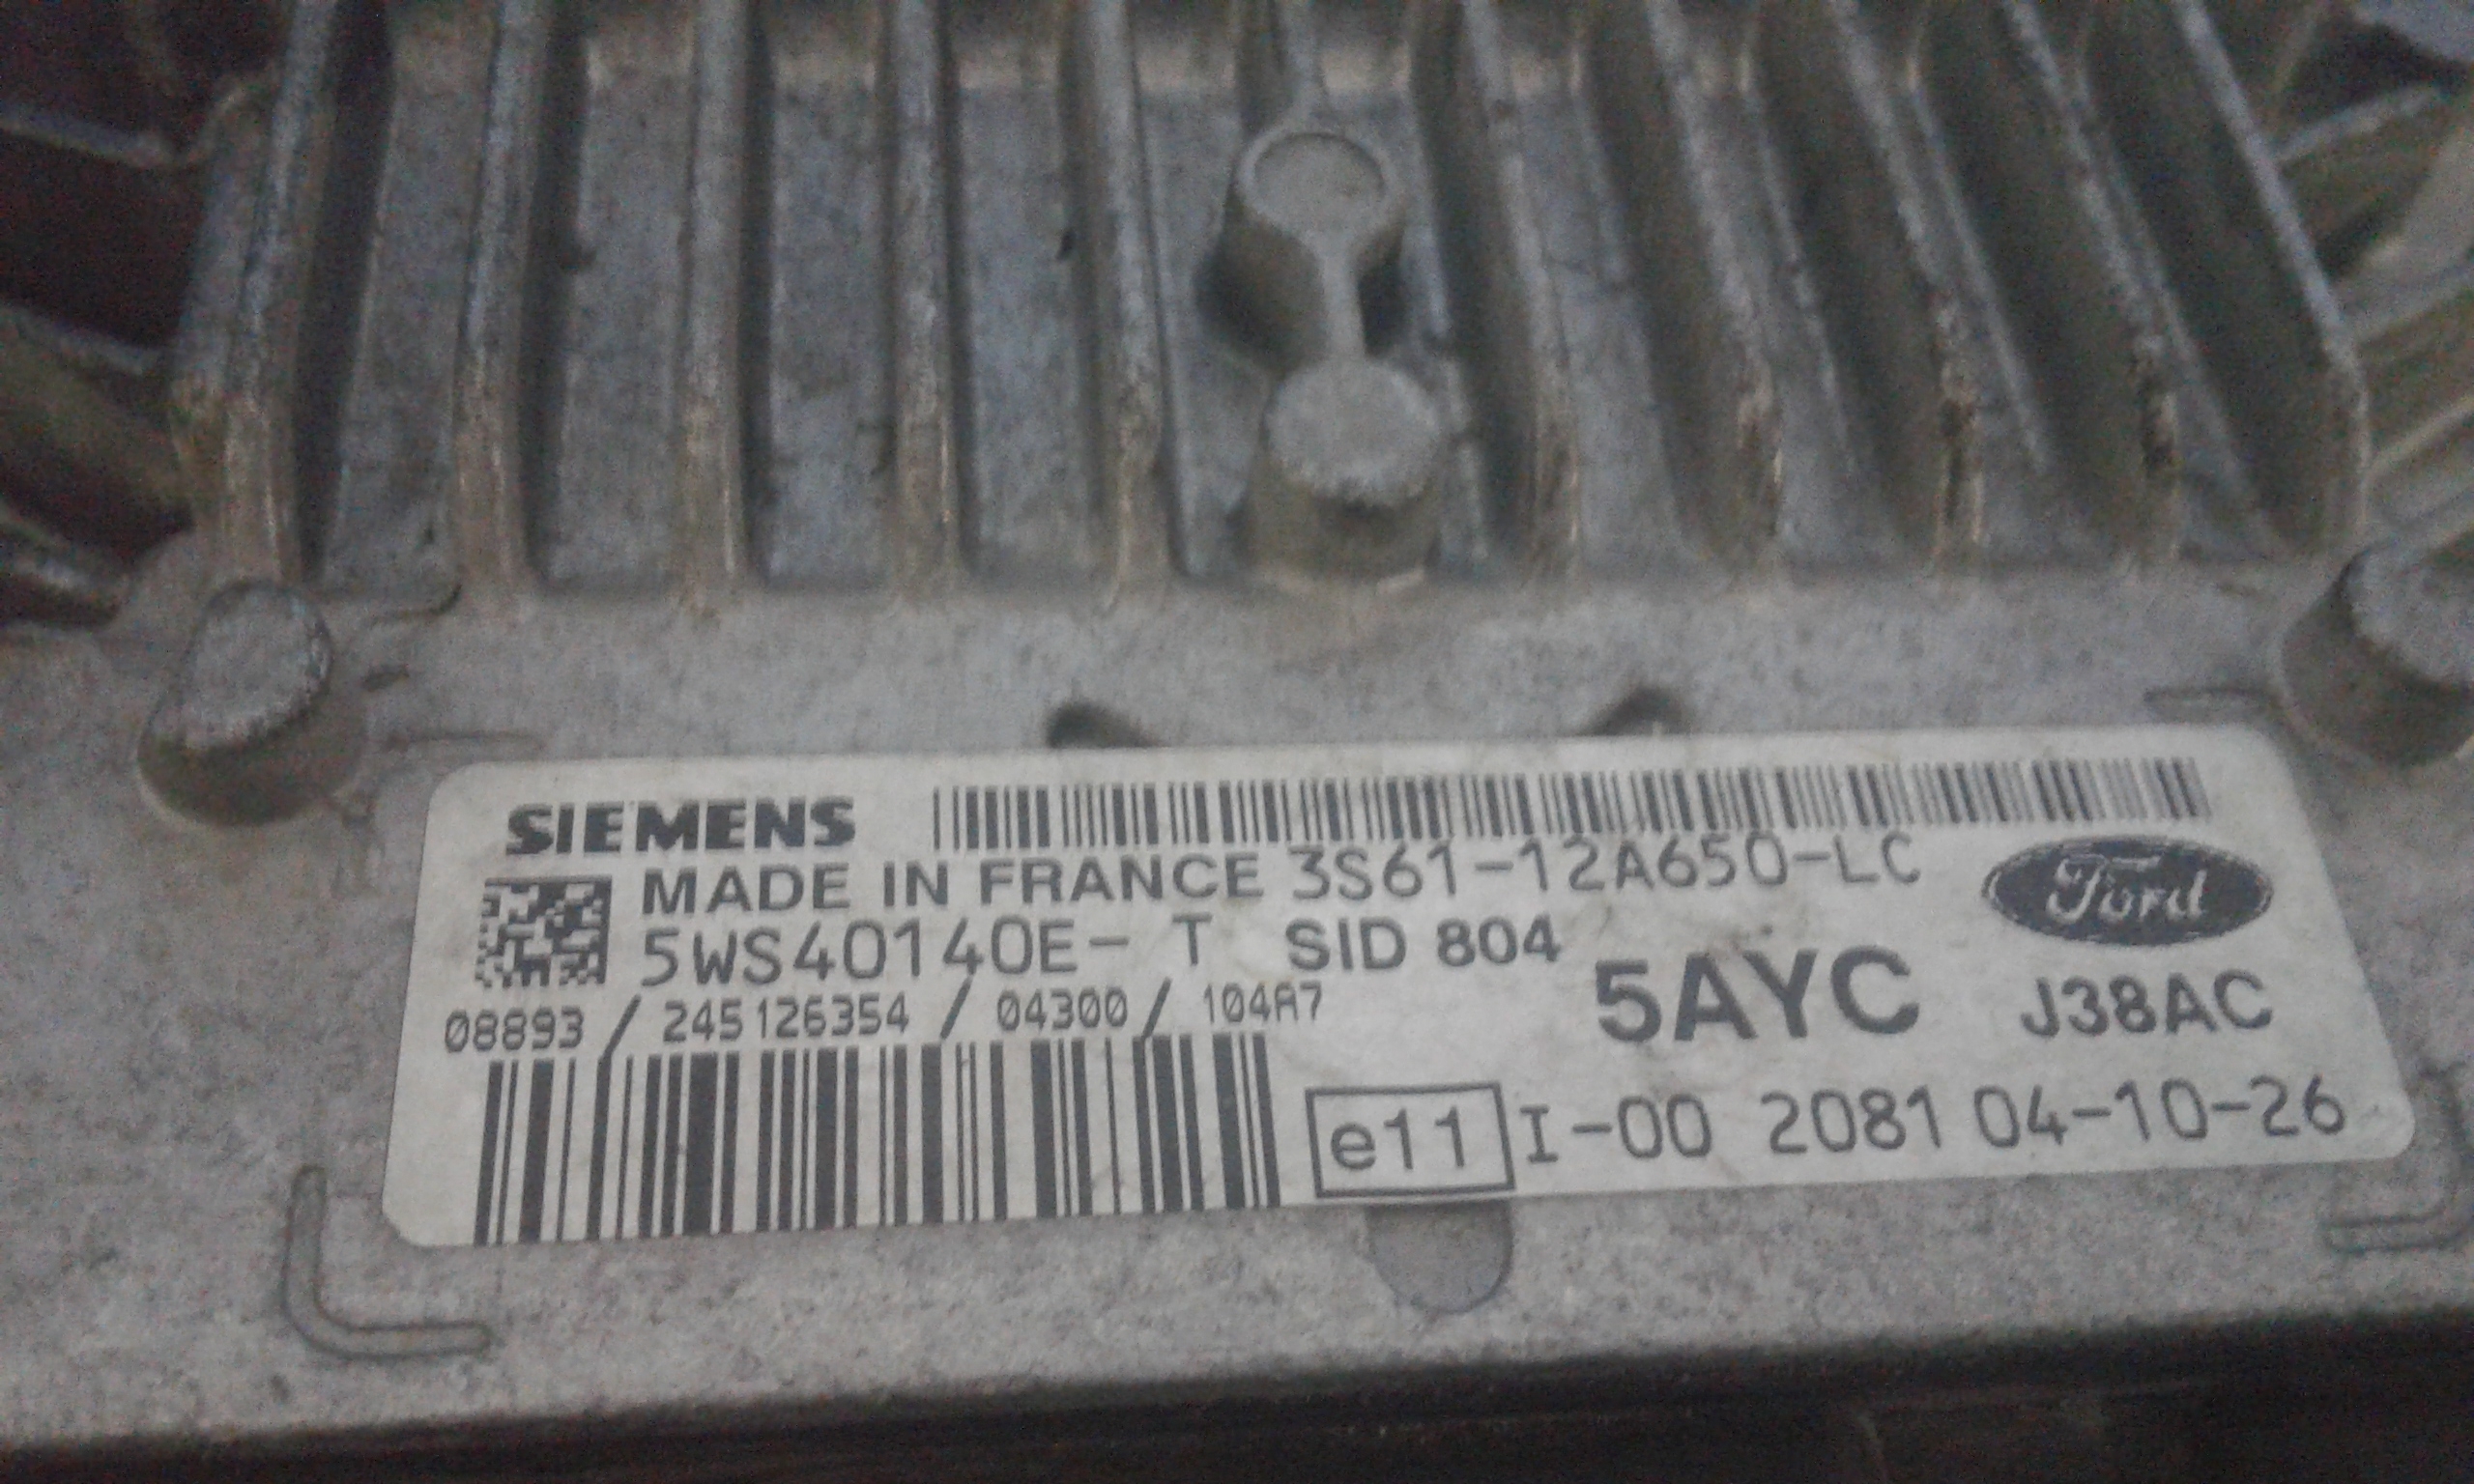 SIEMENS
MADE IN FRANCE 3S61-12A650-LC
Ford
5WS40140E- T SID 804
5AYC J38AC
08893 / 245126354 / 04300 / 104A7
e11 I-00 2081 04-10-26